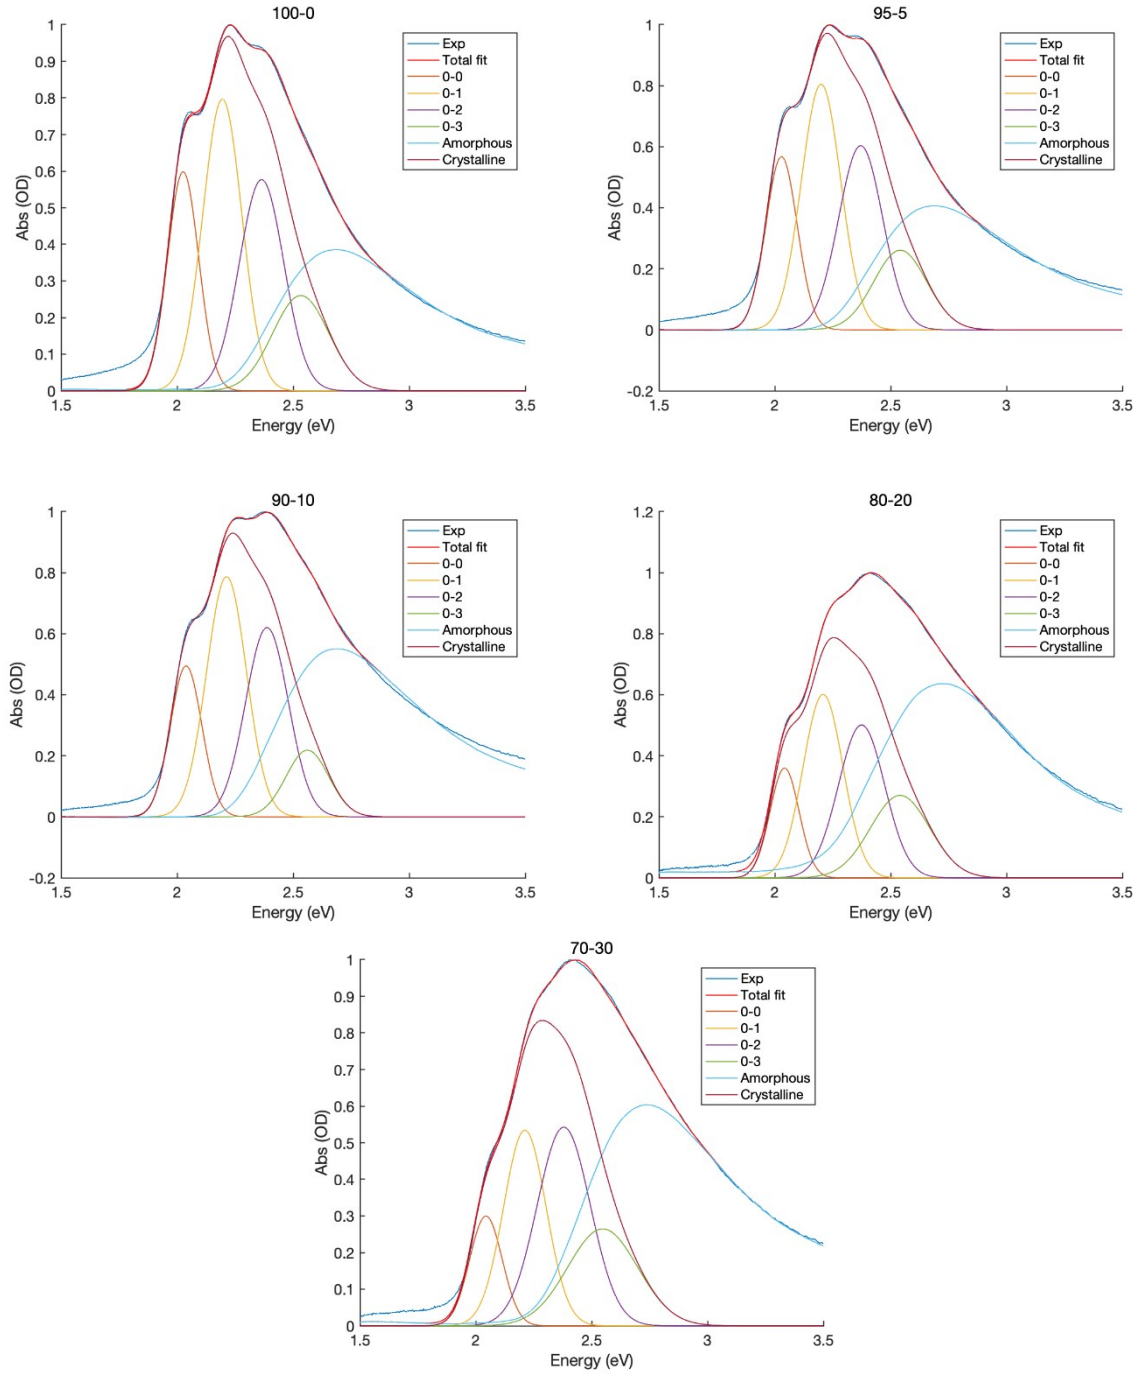 100-0
1
0.9
0.8
0.7
0.6
0.5
0.4
0.3
0.2
0.1
0
Abs (OD)
1.5 2 2.5 3 3.5
Energy (eV)
Exp
Total fit
0-0
0-1
0-2
0-3
Amorphous
Crystalline
95-5
1
0.8
0.6
0.4
0.2
0
-0.2
Abs (OD)
1.5 2 2.5 3 3.5
Energy (eV)
Exp
Total fit
0-0
0-1
0-2
0-3
Amorphous
Crystalline
90-10
1
0.8
0.6
0.4
0.2
0
-0.2
Abs (OD)
1.5 2 2.5 3 3.5
Energy (eV)
Exp
Total fit
0-0
0-1
0-2
0-3
Amorphous
Crystalline
80-20
1.2
1
0.8
0.6
0.4
0.2
0
Abs (OD)
1.5 2 2.5 3 3.5
Energy (eV)
Exp
Total fit
0-0
0-1
0-2
0-3
Amorphous
Crystalline
70-30
1
0.9
0.8
0.7
0.6
0.5
0.4
0.3
0.2
0.1
0
Abs (OD)
1.5 2 2.5 3 3.5
Energy (eV)
Exp
Total fit
0-0
0-1
0-2
0-3
Amorphous
Crystalline